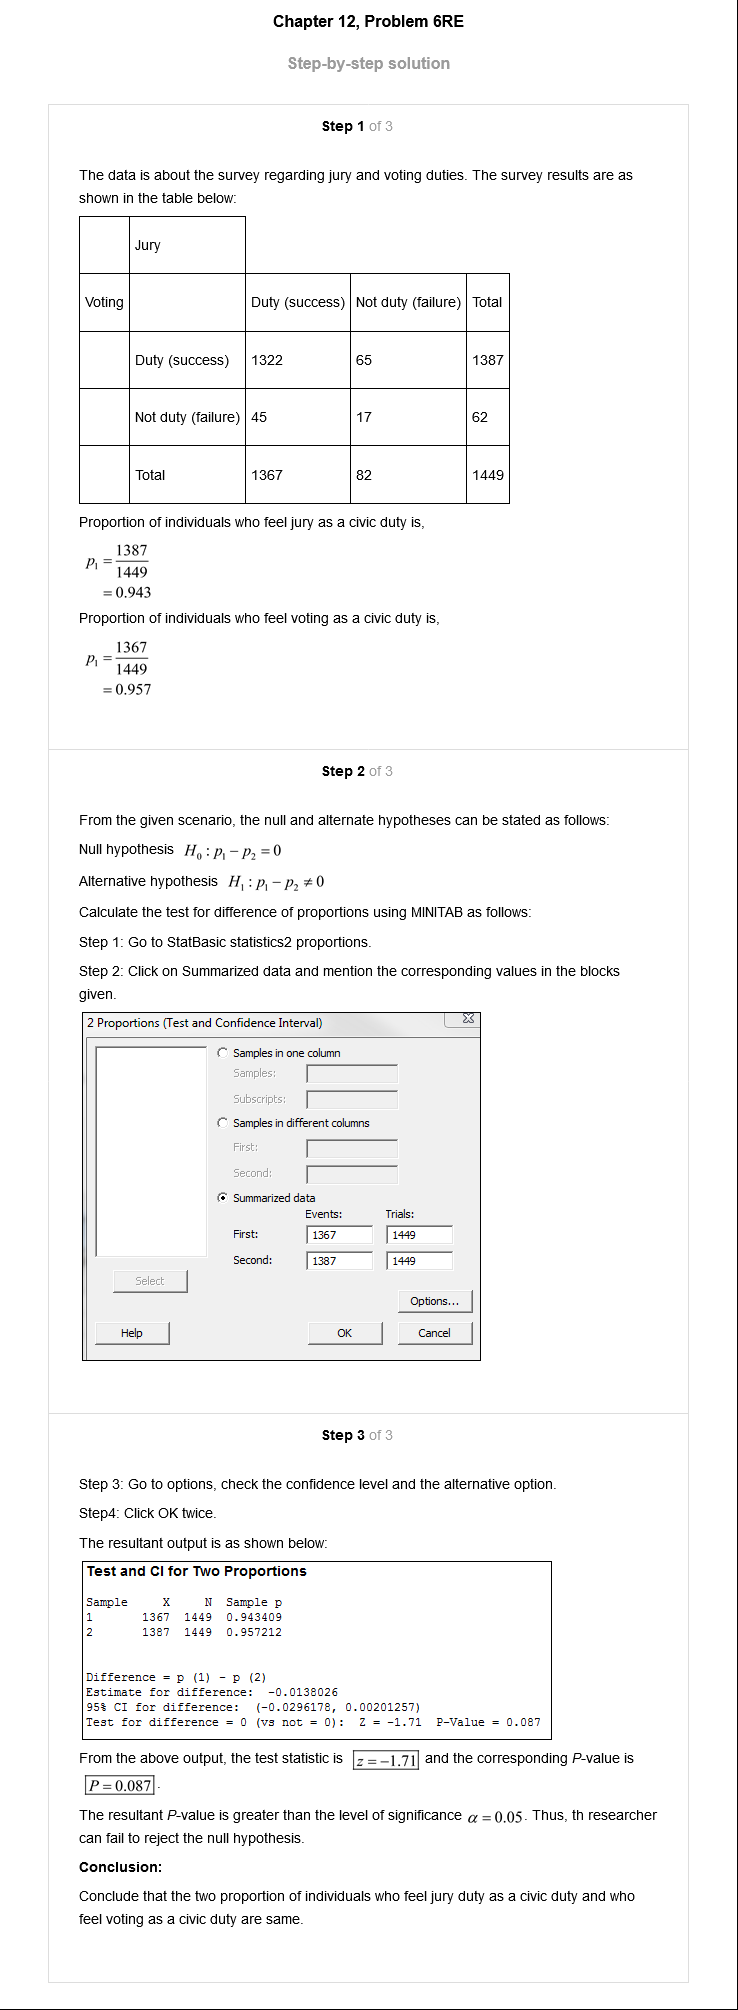 Chapter 12, Problem 6RE
Step-by-step solution
Step 1 of 3
The data is about the survey regarding jury and voting duties. The survey results are as
shown in the table below:
Jury
Voting Duty (success) Not duty (failure) Total
Duty (success) 1322 65 1387
Not duty (failure) 45 17 62
Total 1367 82 1449
Proportion of individuals who feel jury as a civic duty is,
p₁ = 1387/1449
= 0.943
Proportion of individuals who feel voting as a civic duty is,
p₁ = 1367/1449
= 0.957
Step 2 of 3
From the given scenario, the null and alternate hypotheses can be stated as follows:
Null hypothesis H₀ : p₁ − p₂ = 0
Alternative hypothesis H₁ : p₁ − p₂ ≠ 0
Calculate the test for difference of proportions using MINITAB as follows:
Step 1: Go to StatBasic statistics2 proportions.
Step 2: Click on Summarized data and mention the corresponding values in the blocks
given.
2 Proportions (Test and Confidence Interval)
Samples in one column
Samples:
Subscripts:
Samples in different columns
First:
Second:
Summarized data
Events: Trials:
First: 1367 1449
Second: 1387 1449
Select
Options...
Help OK Cancel
Step 3 of 3
Step 3: Go to options, check the confidence level and the alternative option.
Step4: Click OK twice.
The resultant output is as shown below:
Test and CI for Two Proportions
Sample X N Sample p
1 1367 1449 0.943409
2 1387 1449 0.957212
Difference = p (1) - p (2)
Estimate for difference: -0.0138026
95% CI for difference: (-0.0296178, 0.00201257)
Test for difference = 0 (vs not = 0): Z = -1.71 P-Value = 0.087
From the above output, the test statistic is z = −1.71 and the corresponding P-value is
P = 0.087.
The resultant P-value is greater than the level of significance α = 0.05. Thus, th researcher
can fail to reject the null hypothesis.
Conclusion:
Conclude that the two proportion of individuals who feel jury duty as a civic duty and who
feel voting as a civic duty are same.